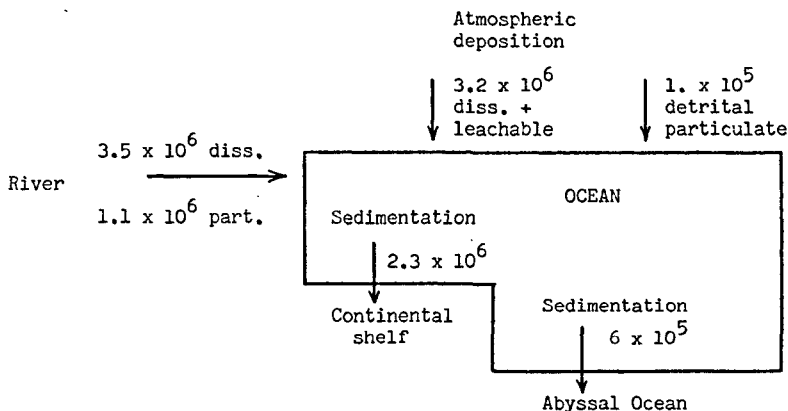 Atmospheric
deposition
3.2 x 10^6
diss. +
leachable
1. x 10^5
detrital
particulate
3.5 x 10^6 diss.
River
1.1 x 10^6 part.
OCEAN
Sedimentation
2.3 x 10^6
Continental
shelf
Sedimentation
6 x 10^5
Abyssal Ocean